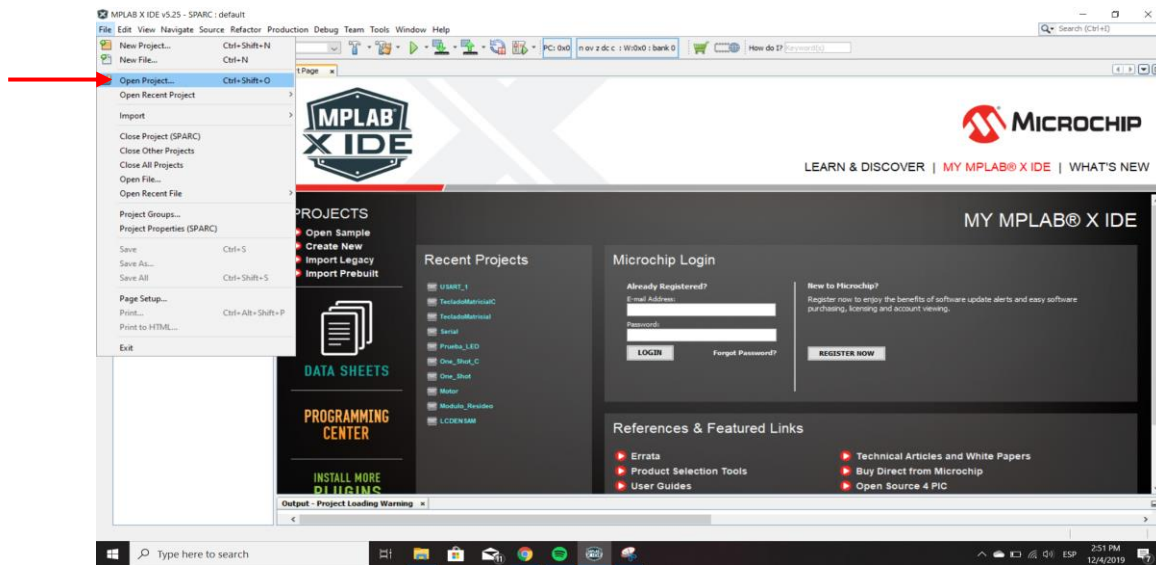 MPLAB X IDE v5.25 - SPARC : default
File Edit View Navigate Source Refactor Production Debug Team Tools Window Help
Search (Ctrl+I)
New Project... Ctrl+Shift+N
New File... Ctrl+N
Open Project... Ctrl+Shift+O
Open Recent Project
Import
Close Project (SPARC)
Close Other Projects
Close All Projects
Open File...
Open Recent File
Project Groups...
Project Properties (SPARC)
Save Ctrl+S
Save As...
Save All Ctrl+Shift+S
Page Setup...
Print... Ctrl+Alt+Shift+P
Print to HTML...
Exit
PC: 0x0
n ov z dc c : W:0x0 : bank 0
How do I?
Keyword(s)
t Page
MPLAB
X IDE
MICROCHIP
LEARN & DISCOVER | MY MPLAB® X IDE | WHAT'S NEW
MY MPLAB® X IDE
PROJECTS
Open Sample
Create New
Import Legacy
Import Prebuilt
DATA SHEETS
PROGRAMMING
CENTER
INSTALL MORE
PLUGINS
Recent Projects
USART_1
TecladoMatricialC
TecladoMatricial
Serial
Prueba_LED
One_Shot_C
One_Shot
Motor
Modulo_Resideo
LCDENSAM
Microchip Login
Already Registered?
E-mail Address:
Password:
LOGIN
Forgot Password?
New to Microchip?
Register now to enjoy the benefits of software update alerts and easy software
purchasing, licensing and account viewing.
REGISTER NOW
References & Featured Links
Errata
Product Selection Tools
User Guides
Technical Articles and White Papers
Buy Direct from Microchip
Open Source 4 PIC
Output - Project Loading Warning
Type here to search
11
ESP
2:51 PM
12/4/2019
7